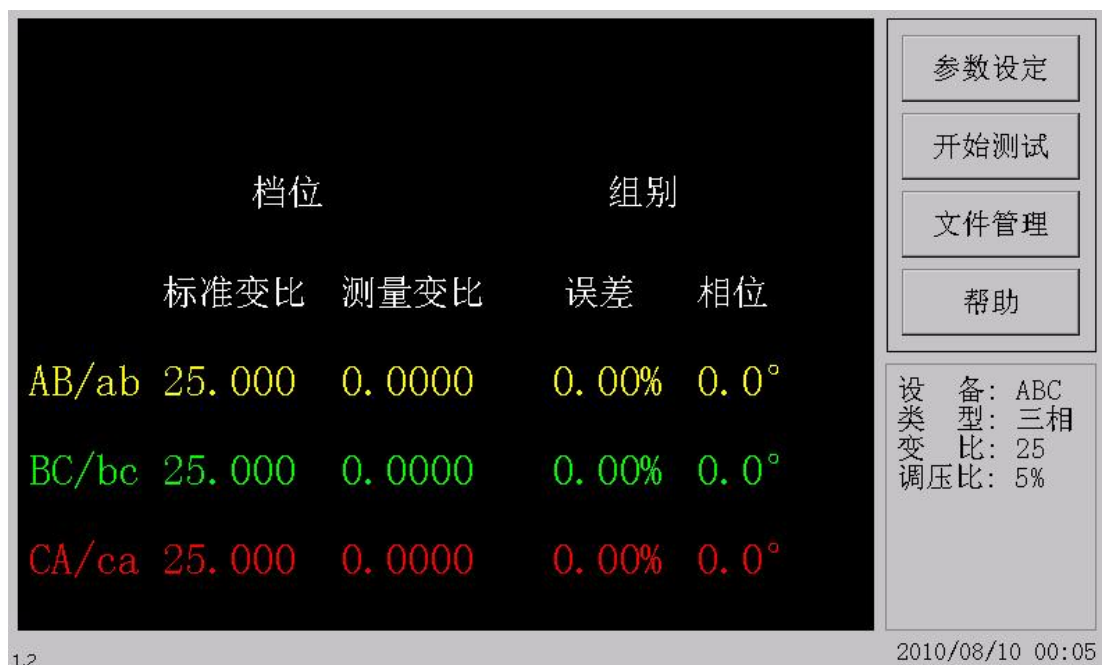 档位 组别
标准变比 测量变比 误差 相位
AB/ab 25.000 0.0000 0.00% 0.0°
BC/bc 25.000 0.0000 0.00% 0.0°
CA/ca 25.000 0.0000 0.00% 0.0°
参数设定
开始测试
文件管理
帮助
设 备: ABC
类 型: 三相
变 比: 25
调压比: 5%
1.2
2010/08/10 00:05